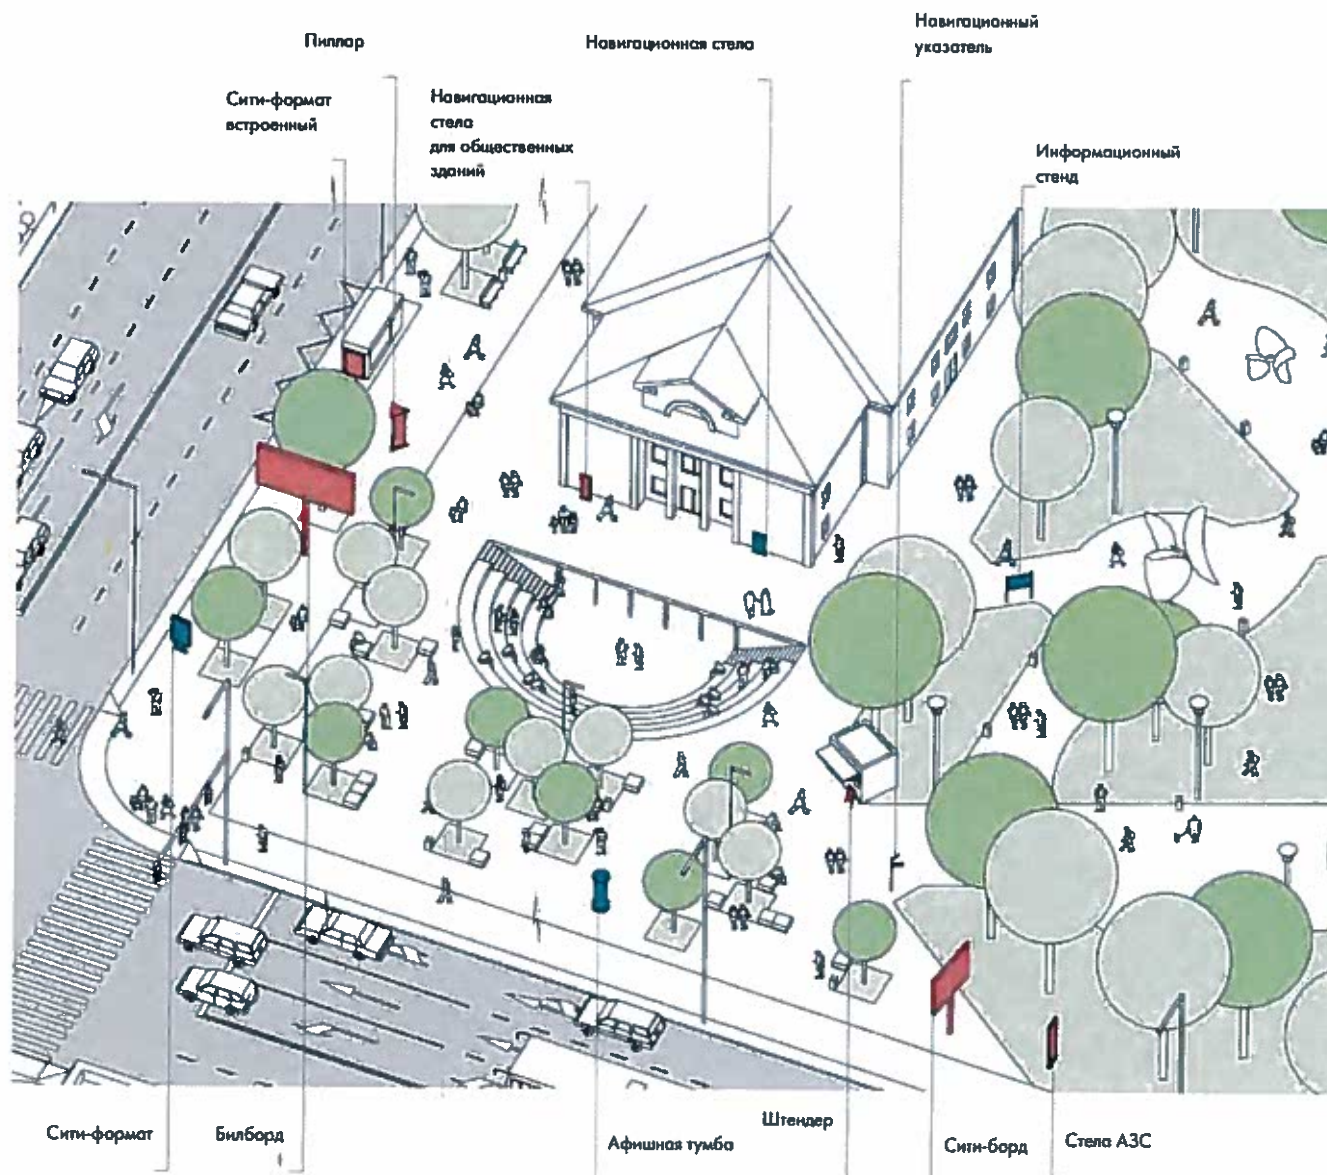 Навигационный
указатель
Пиллар
Навигационная стела
Сити-формат
встроенный
Навигационная
стела
для общественных
зданий
Информационный
стенд
Сити-формат
Билборд
Афишная тумба
Штендер
Сити-борд
Стела АЗС